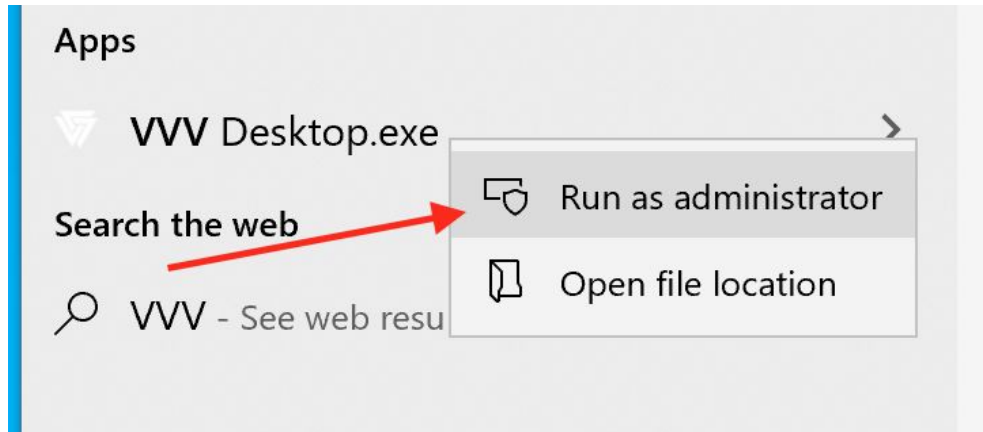 Apps
VVV Desktop.exe
Run as administrator
Search the web
Open file location
VVV - See web resu